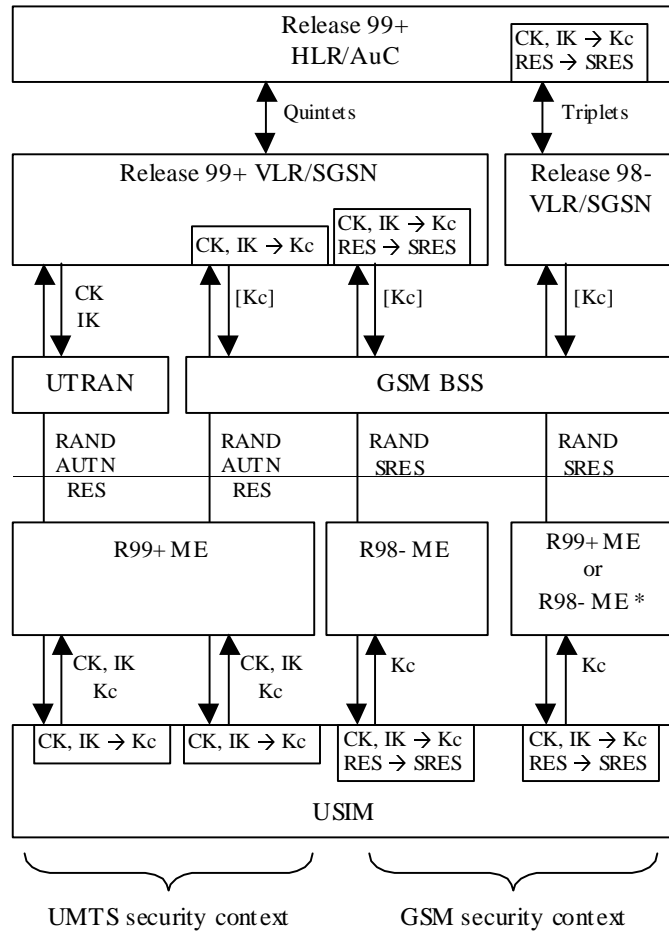 Release 99+
HLR/AuC
CK, IK → Kc
RES → SRES
Quintets
Triplets
Release 99+ VLR/SGSN
CK, IK → Kc
CK, IK → Kc
RES → SRES
Release 98-
VLR/SGSN
CK
IK
[Kc]
[Kc]
[Kc]
UTRAN
GSM BSS
RAND
AUTN
RES
RAND
AUTN
RES
RAND
SRES
RAND
SRES
R99+ ME
R98- ME
R99+ ME
or
R98- ME *
CK, IK
Kc
CK, IK
Kc
Kc
Kc
CK, IK → Kc
CK, IK → Kc
CK, IK → Kc
RES → SRES
CK, IK → Kc
RES → SRES
USIM
UMTS security context
GSM security context